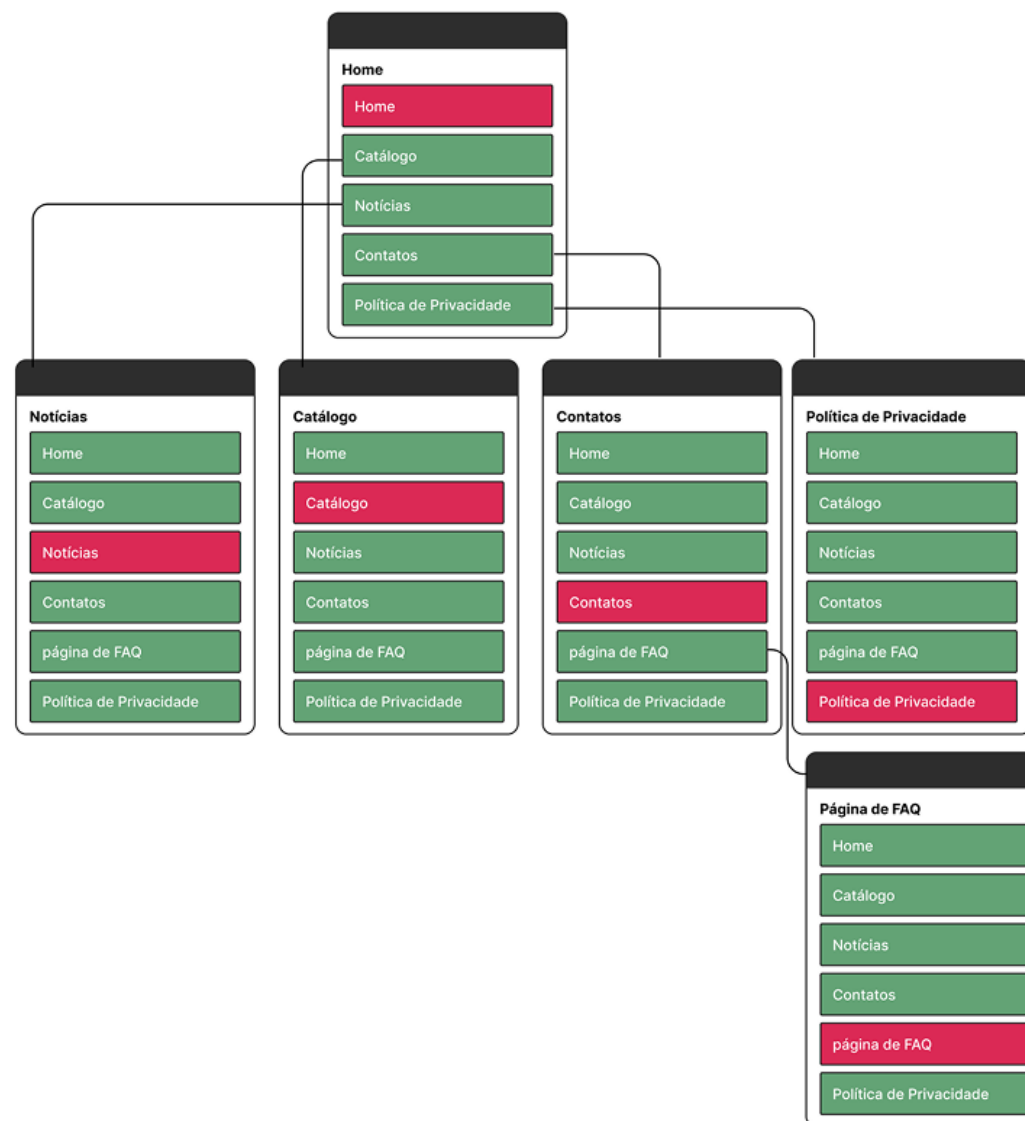 Home
Home
Catálogo
Notícias
Contatos
Política de Privacidade
Notícias
Home
Catálogo
Notícias
Contatos
página de FAQ
Política de Privacidade
Catálogo
Home
Catálogo
Notícias
Contatos
página de FAQ
Política de Privacidade
Contatos
Home
Catálogo
Notícias
Contatos
página de FAQ
Política de Privacidade
Política de Privacidade
Home
Catálogo
Notícias
Contatos
página de FAQ
Política de Privacidade
Página de FAQ
Home
Catálogo
Notícias
Contatos
página de FAQ
Política de Privacidade